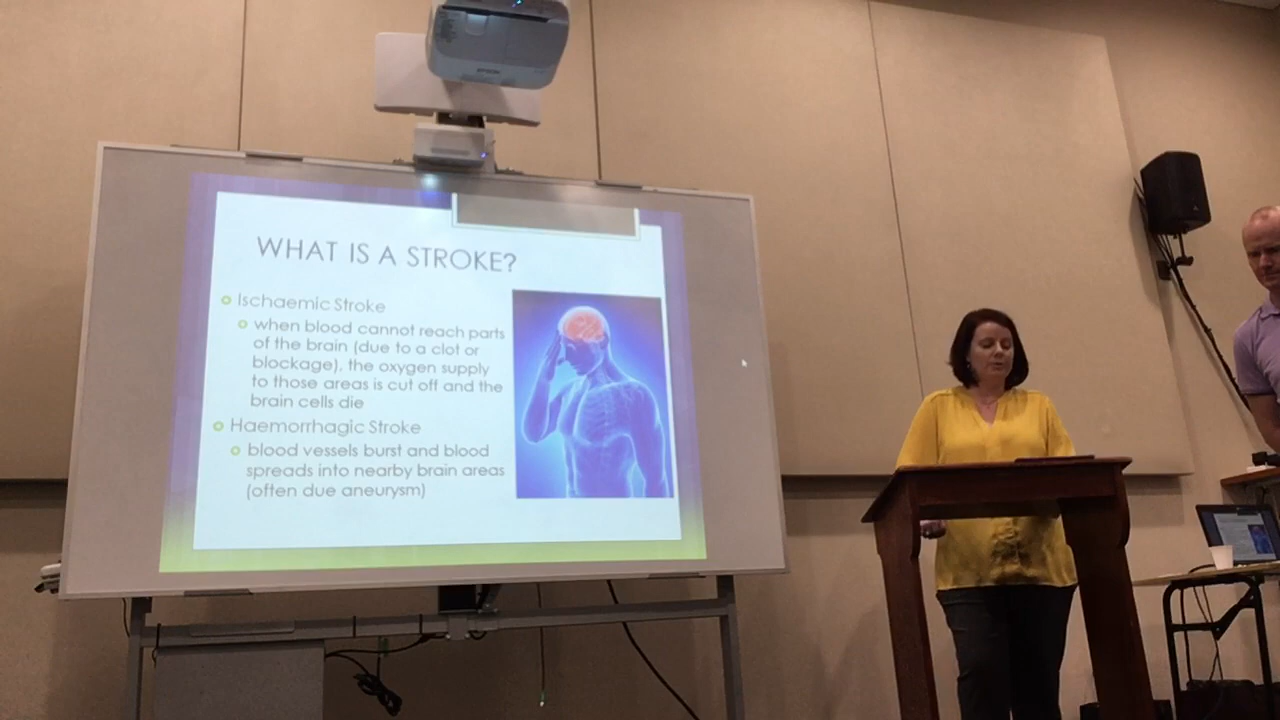 EPSON
WHAT IS A STROKE?
Ischaemic Stroke
when blood cannot reach parts
of the brain (due to a clot or
blockage), the oxygen supply
to those areas is cut off and the
brain cells die
Haemorrhagic Stroke
blood vessels burst and blood
spreads into nearby brain areas
(often due aneurysm)